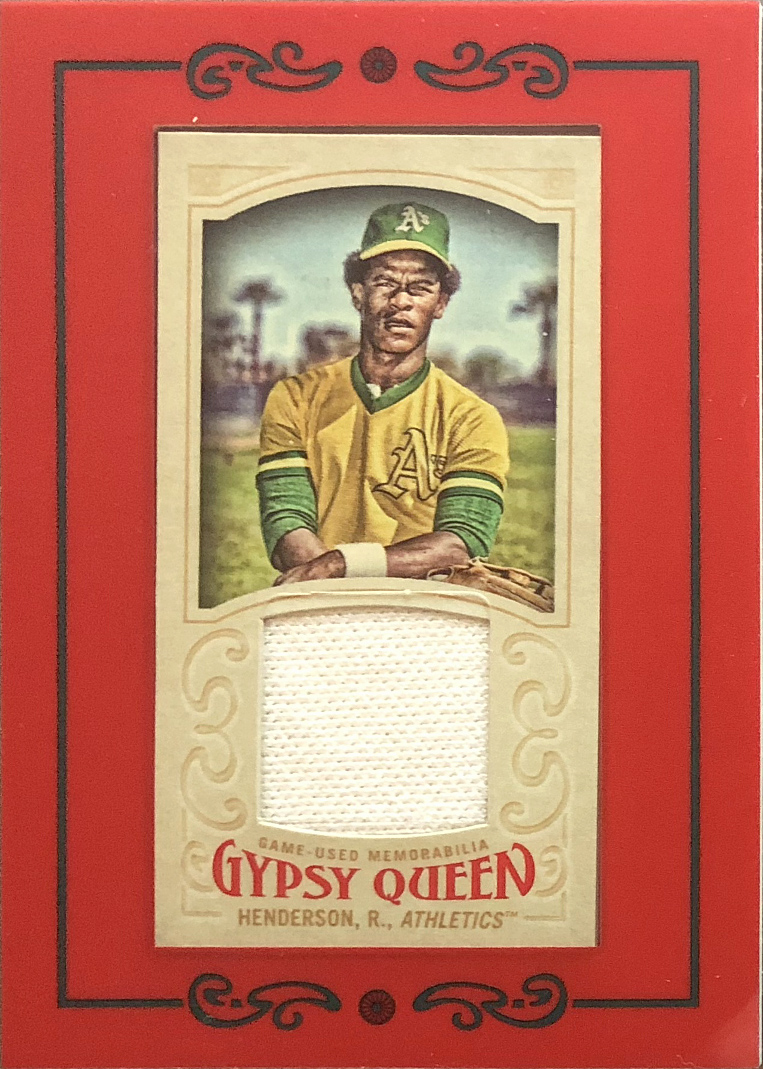 A's
A's
GAME-USED MEMORABILIA
GYPSY QUEEN
HENDERSON, R., ATHLETICS™